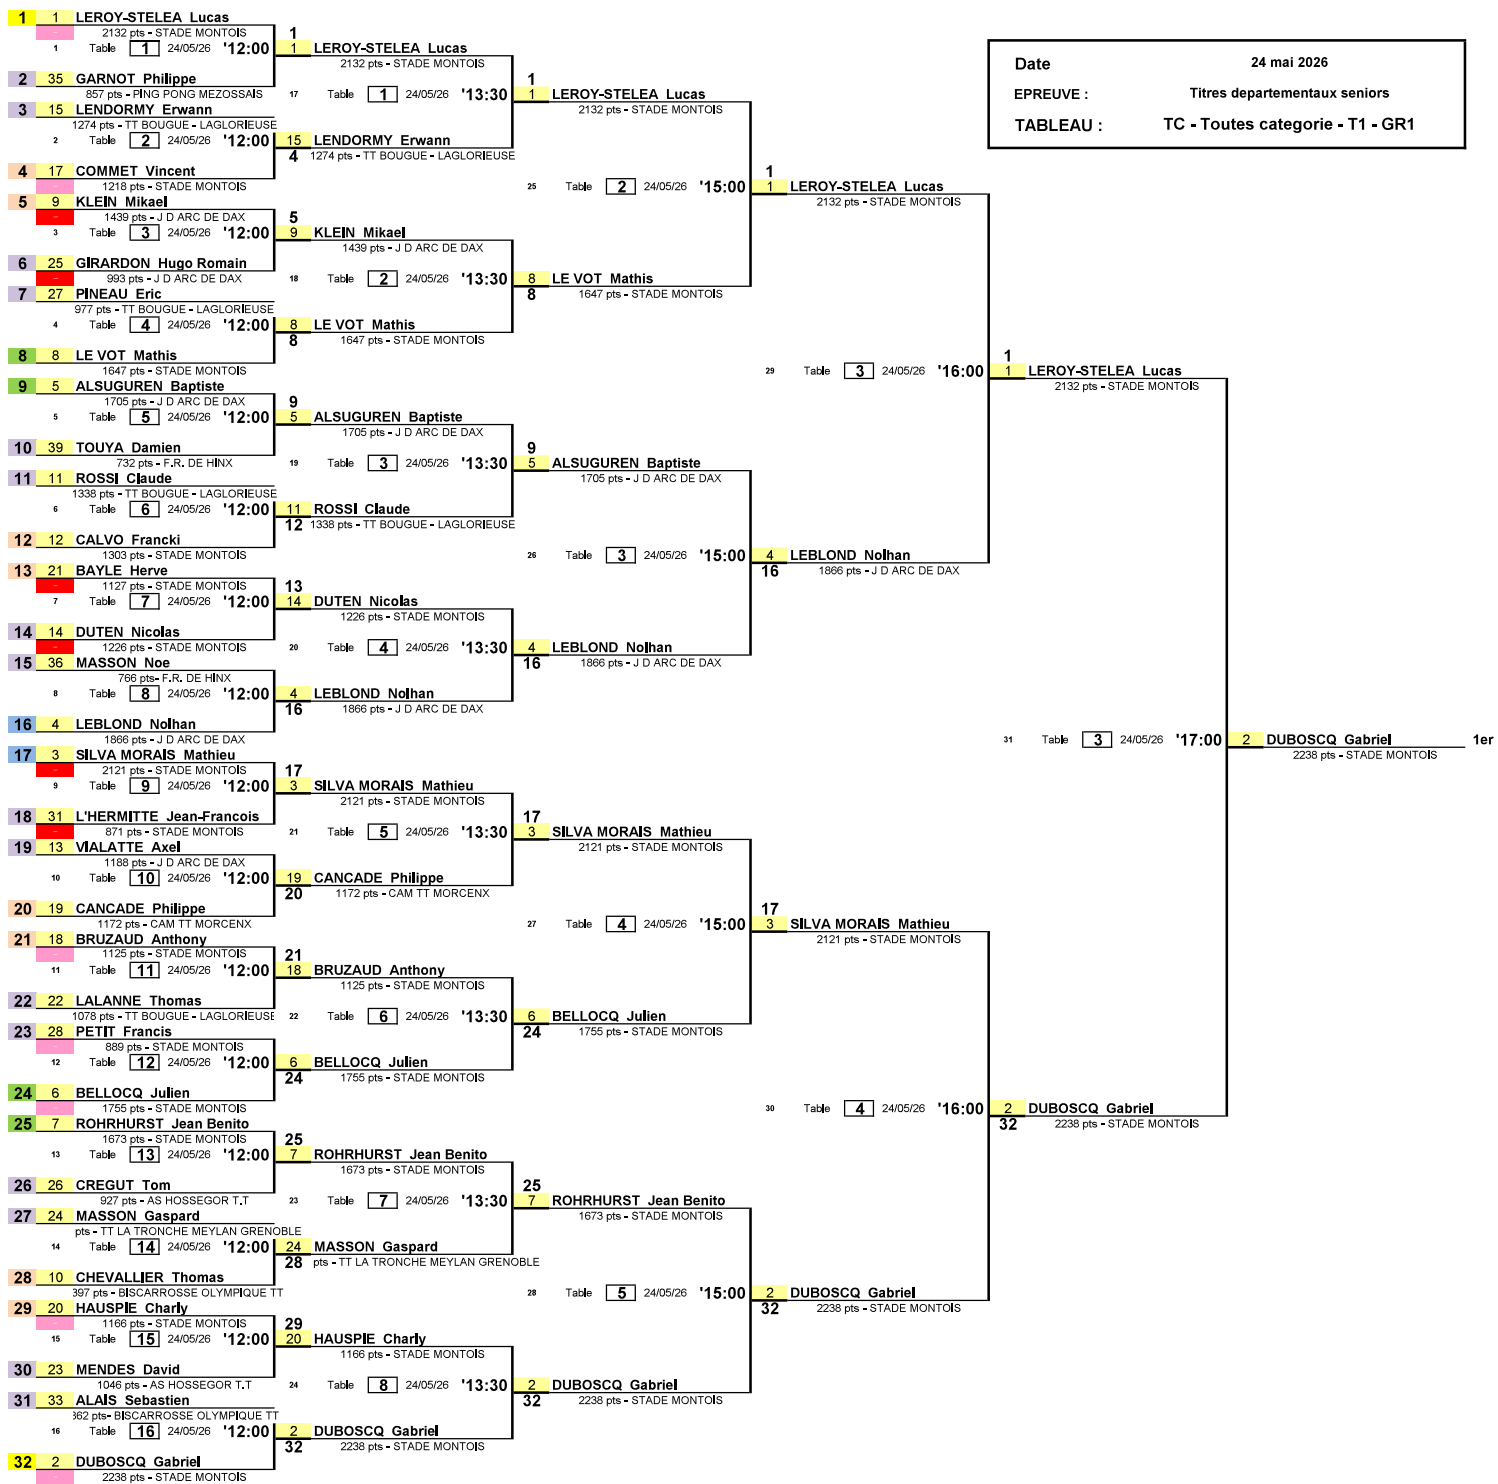 Date 24 mai 2026
EPREUVE : Titres departementaux seniors
TABLEAU : TC - Toutes categorie - T1 - GR1
1 1 LEROY-STELEA Lucas
2132 pts - STADE MONTOIS
1 Table 1 24/05/26 '12:00
2 35 GARNOT Philippe
857 pts - PING PONG MEZOSSAIS
3 15 LENDORMY Erwann
1274 pts - TT BOUGUE - LAGLORIEUSE
2 Table 2 24/05/26 '12:00
4 17 COMMET Vincent
1218 pts - STADE MONTOIS
5 9 KLEIN Mikael
1439 pts - J D ARC DE DAX
3 Table 3 24/05/26 '12:00
6 25 GIRARDON Hugo Romain
993 pts - J D ARC DE DAX
7 27 PINEAU Eric
977 pts - TT BOUGUE - LAGLORIEUSE
4 Table 4 24/05/26 '12:00
8 8 LE VOT Mathis
1647 pts - STADE MONTOIS
9 5 ALSUGUREN Baptiste
1705 pts - J D ARC DE DAX
5 Table 5 24/05/26 '12:00
10 39 TOUYA Damien
732 pts - F.R. DE HINX
11 11 ROSSI Claude
1338 pts - TT BOUGUE - LAGLORIEUSE
6 Table 6 24/05/26 '12:00
12 12 CALVO Francki
1303 pts - STADE MONTOIS
13 21 BAYLE Herve
1127 pts - STADE MONTOIS
7 Table 7 24/05/26 '12:00
14 14 DUTEN Nicolas
1226 pts - STADE MONTOIS
15 36 MASSON Noe
766 pts- F.R. DE HINX
8 Table 8 24/05/26 '12:00
16 4 LEBLOND Nolhan
1866 pts - J D ARC DE DAX
17 3 SILVA MORAIS Mathieu
2121 pts - STADE MONTOIS
9 Table 9 24/05/26 '12:00
18 31 L'HERMITTE Jean-Francois
871 pts - STADE MONTOIS
19 13 VIALATTE Axel
1188 pts - J D ARC DE DAX
10 Table 10 24/05/26 '12:00
20 19 CANCADE Philippe
1172 pts - CAM TT MORCENX
21 18 BRUZAUD Anthony
1125 pts - STADE MONTOIS
11 Table 11 24/05/26 '12:00
22 22 LALANNE Thomas
1078 pts - TT BOUGUE - LAGLORIEUSE
23 28 PETIT Francis
889 pts - STADE MONTOIS
12 Table 12 24/05/26 '12:00
24 6 BELLOCQ Julien
1755 pts - STADE MONTOIS
25 7 ROHRHURST Jean Benito
1673 pts - STADE MONTOIS
13 Table 13 24/05/26 '12:00
26 26 CREGUT Tom
927 pts - AS HOSSEGOR T.T
27 24 MASSON Gaspard
pts - TT LA TRONCHE MEYLAN GRENOBLE
14 Table 14 24/05/26 '12:00
28 10 CHEVALLIER Thomas
397 pts - BISCARROSSE OLYMPIQUE TT
29 20 HAUSPIE Charly
1166 pts - STADE MONTOIS
15 Table 15 24/05/26 '12:00
30 23 MENDES David
1046 pts - AS HOSSEGOR T.T
31 33 ALAIS Sebastien
362 pts- BISCARROSSE OLYMPIQUE TT
16 Table 16 24/05/26 '12:00
32 2 DUBOSCQ Gabriel
2238 pts - STADE MONTOIS
1
1 LEROY-STELEA Lucas
2132 pts - STADE MONTOIS
17 Table 1 24/05/26 '13:30
15 LENDORMY Erwann
4 1274 pts - TT BOUGUE - LAGLORIEUSE
5
9 KLEIN Mikael
1439 pts - J D ARC DE DAX
18 Table 2 24/05/26 '13:30
8 LE VOT Mathis
8 1647 pts - STADE MONTOIS
9
5 ALSUGUREN Baptiste
1705 pts - J D ARC DE DAX
19 Table 3 24/05/26 '13:30
11 ROSSI Claude
12 1338 pts - TT BOUGUE - LAGLORIEUSE
13
14 DUTEN Nicolas
1226 pts - STADE MONTOIS
20 Table 4 24/05/26 '13:30
4 LEBLOND Nolhan
16 1866 pts - J D ARC DE DAX
17
3 SILVA MORAIS Mathieu
2121 pts - STADE MONTOIS
21 Table 5 24/05/26 '13:30
19 CANCADE Philippe
20 1172 pts - CAM TT MORCENX
21
18 BRUZAUD Anthony
1125 pts - STADE MONTOIS
22 Table 6 24/05/26 '13:30
6 BELLOCQ Julien
24 1755 pts - STADE MONTOIS
25
7 ROHRHURST Jean Benito
1673 pts - STADE MONTOIS
23 Table 7 24/05/26 '13:30
24 MASSON Gaspard
28 pts - TT LA TRONCHE MEYLAN GRENOBLE
29
20 HAUSPIE Charly
1166 pts - STADE MONTOIS
24 Table 8 24/05/26 '13:30
2 DUBOSCQ Gabriel
32 2238 pts - STADE MONTOIS
1
1 LEROY-STELEA Lucas
2132 pts - STADE MONTOIS
25 Table 2 24/05/26 '15:00
8 LE VOT Mathis
8 1647 pts - STADE MONTOIS
9
5 ALSUGUREN Baptiste
1705 pts - J D ARC DE DAX
26 Table 3 24/05/26 '15:00
4 LEBLOND Nolhan
16 1866 pts - J D ARC DE DAX
17
3 SILVA MORAIS Mathieu
2121 pts - STADE MONTOIS
27 Table 4 24/05/26 '15:00
6 BELLOCQ Julien
24 1755 pts - STADE MONTOIS
25
7 ROHRHURST Jean Benito
1673 pts - STADE MONTOIS
28 Table 5 24/05/26 '15:00
2 DUBOSCQ Gabriel
32 2238 pts - STADE MONTOIS
1
1 LEROY-STELEA Lucas
2132 pts - STADE MONTOIS
29 Table 3 24/05/26 '16:00
4 LEBLOND Nolhan
16 1866 pts - J D ARC DE DAX
17
3 SILVA MORAIS Mathieu
2121 pts - STADE MONTOIS
30 Table 4 24/05/26 '16:00
2 DUBOSCQ Gabriel
32 2238 pts - STADE MONTOIS
1
1 LEROY-STELEA Lucas
2132 pts - STADE MONTOIS
31 Table 3 24/05/26 '17:00
2 DUBOSCQ Gabriel
32 2238 pts - STADE MONTOIS
2 DUBOSCQ Gabriel 1er
2238 pts - STADE MONTOIS